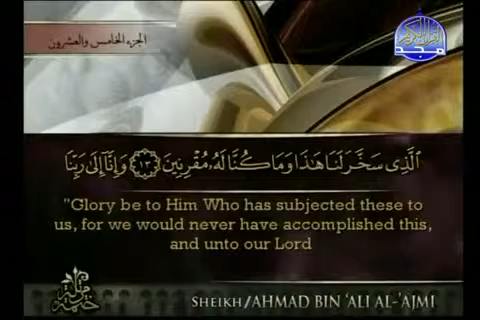 الجزء الخامس والعشرون
المجد
الَّذِي سَخَّرَ لَنَا هَٰذَا وَمَا كُنَّا لَهُ مُقْرِنِينَ ۝١٣ وَإِنَّا إِلَىٰ رَبِّنَا
"Glory be to Him Who has subjected these to
us, for we would never have accomplished this,
and unto our Lord
SHEIKH/AHMAD BIN 'ALI AL-'AJMI